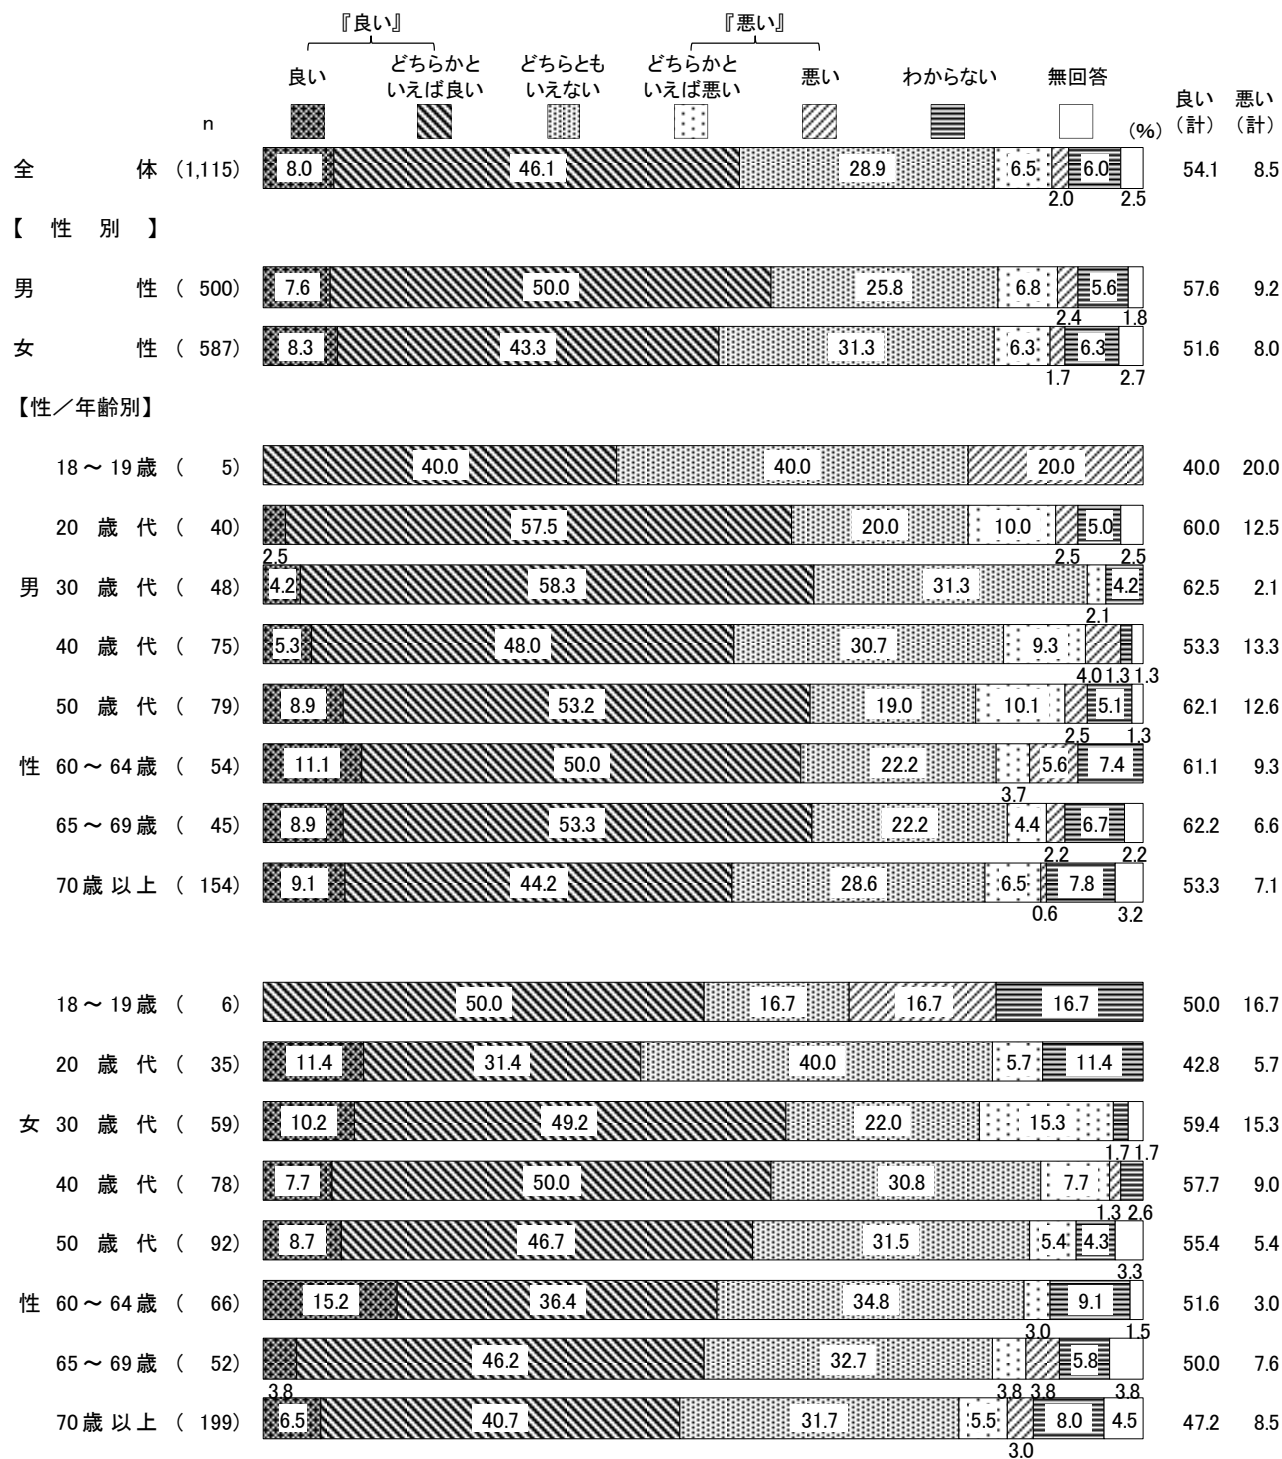 『良い』 『悪い』
良い どちらかと どちらとも どちらかと 悪い わからない 無回答
いえば良い いえない いえば悪い
良い 悪い
n (%) (計) (計)
全体 (1,115) 8.0 46.1 28.9 6.5 6.0 54.1 8.5
2.0 2.5
【性別】
男性 (500) 7.6 50.0 25.8 6.8 5.6 57.6 9.2
2.4 1.8
女性 (587) 8.3 43.3 31.3 6.3 6.3 51.6 8.0
1.7 2.7
【性／年齢別】
18～19歳 (5) 40.0 40.0 20.0 40.0 20.0
20歳代 (40) 57.5 20.0 10.0 5.0 60.0 12.5
2.5 2.5 2.5
男 30歳代 (48) 4.2 58.3 31.3 4.2 62.5 2.1
2.1
40歳代 (75) 5.3 48.0 30.7 9.3 53.3 13.3
4.0 1.3 1.3
50歳代 (79) 8.9 53.2 19.0 10.1 5.1 62.1 12.6
2.5 1.3
性 60～64歳 (54) 11.1 50.0 22.2 5.6 7.4 61.1 9.3
3.7
65～69歳 (45) 8.9 53.3 22.2 4.4 6.7 62.2 6.6
2.2 2.2
70歳以上 (154) 9.1 44.2 28.6 6.5 7.8 53.3 7.1
0.6 3.2
18～19歳 (6) 50.0 16.7 16.7 16.7 50.0 16.7
20歳代 (35) 11.4 31.4 40.0 5.7 11.4 42.8 5.7
女 30歳代 (59) 10.2 49.2 22.0 15.3 59.4 15.3
1.7 1.7
40歳代 (78) 7.7 50.0 30.8 7.7 57.7 9.0
1.3 2.6
50歳代 (92) 8.7 46.7 31.5 5.4 4.3 55.4 5.4
3.3
性 60～64歳 (66) 15.2 36.4 34.8 9.1 51.6 3.0
3.0 1.5
65～69歳 (52) 46.2 32.7 5.8 50.0 7.6
3.8 3.8 3.8 3.8
70歳以上 (199) 6.5 40.7 31.7 5.5 8.0 4.5 47.2 8.5
3.0